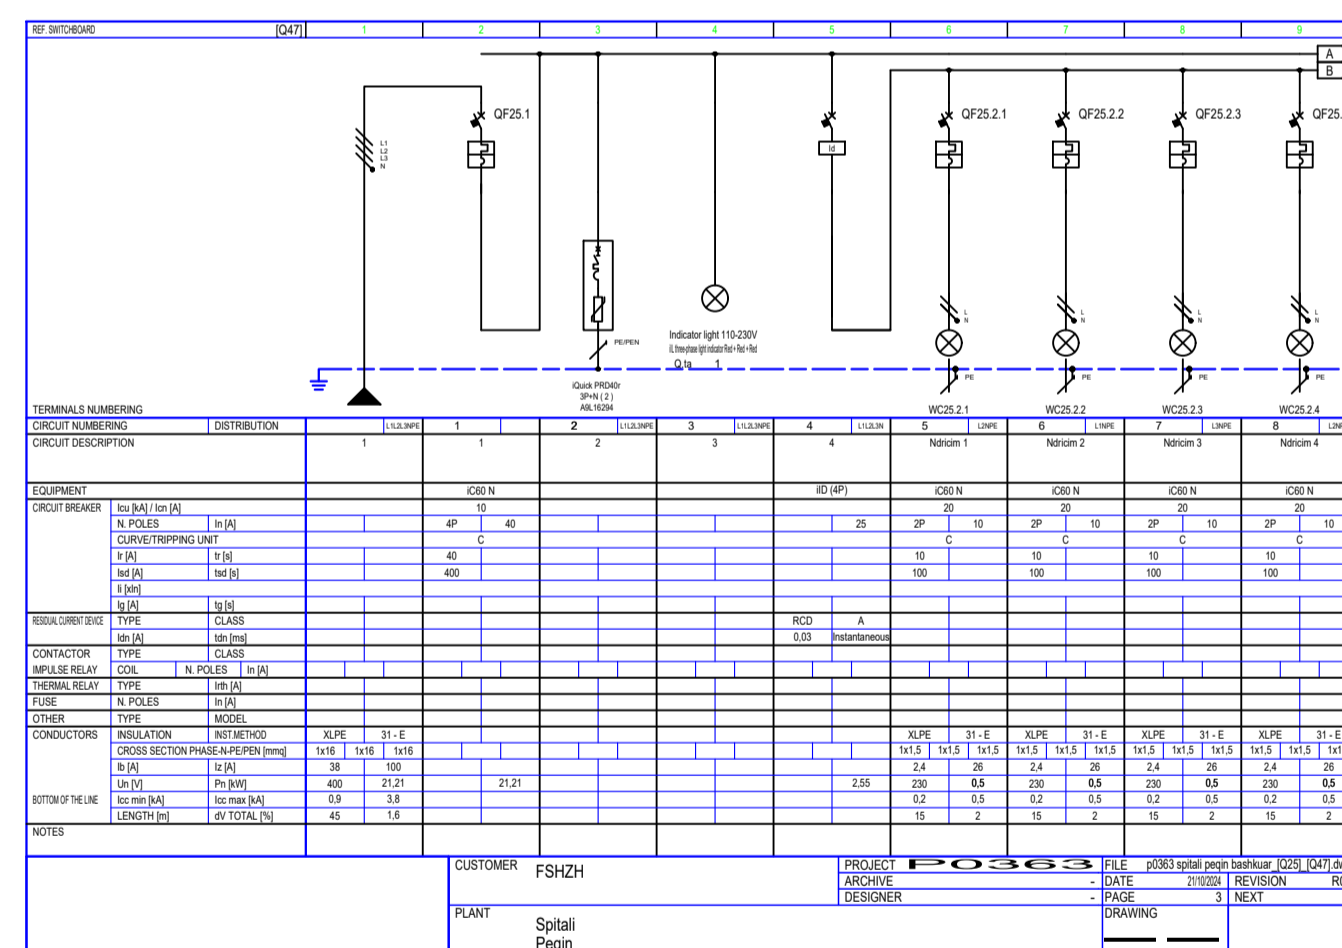 REF. SWITCHBOARD [Q47] 1 2 3 4 5 6 7 8 9
A
B
QF25.1 QF25.2.1 QF25.2.2 QF25.2.3 QF25.
L1
L2
L3
N
Id
L N L N L N L N
Indicator light 110-230V
iIL three-phase light indicator Red + Red + Red
Q.ta 1
PE/PEN
PE PE PE PE
iQuick PRD40r
3P+N ( 2 )
A9L16294
TERMINALS NUMBERING WC25.2.1 WC25.2.2 WC25.2.3 WC25.2.4
CIRCUIT NUMBERING DISTRIBUTION L1L2L3NPE 1 2 L1L2L3NPE 3 L1L2L3NPE 4 L1L2L3N 5 L2NPE 6 L1NPE 7 L3NPE 8
CIRCUIT DESCRIPTION 1 1 2 3 4 Ndricim 1 Ndricim 2 Ndricim 3 Ndricim 4
EQUIPMENT iC60 N iID (4P) iC60 N iC60 N iC60 N iC60 N
CIRCUIT BREAKER Icu [kA] / Icn [A] 10 20 20 20 20
N. POLES In [A] 4P 40 25 2P 10 2P 10 2P 10 2P 10
CURVE/TRIPPING UNIT C C C C C
Ir [A] tr [s] 40 10 10 10 10
Isd [A] tsd [s] 400 100 100 100 100
Ii [xIn]
Ig [A] tg [s]
RESIDUAL CURRENT DEVICE TYPE CLASS RCD A
Idn [A] tdn [ms] 0,03 Instantaneous
CONTACTOR TYPE CLASS
IMPULSE RELAY COIL N. POLES In [A]
THERMAL RELAY TYPE Irth [A]
FUSE N. POLES In [A]
OTHER TYPE MODEL
CONDUCTORS INSULATION INST.METHOD XLPE 31 - E XLPE 31 - E XLPE 31 - E XLPE 31 - E XLPE 31 - E
CROSS SECTION PHASE-N-PE/PEN [mmq] 1x16 1x16 1x16 1x1,5 1x1,5 1x1,5 1x1,5 1x1,5 1x1,5 1x1,5 1x1,5 1x1,5 1x1,5 1x1,5 1x1
Ib [A] Iz [A] 38 100 2,4 26 2,4 26 2,4 26 2,4 26
Un [V] Pn [kW] 400 21,21 21,21 2,55 230 0,5 230 0,5 230 0,5 230 0,5
BOTTOM OF THE LINE Icc min [kA] Icc max [kA] 0,9 3,8 0,2 0,5 0,2 0,5 0,2 0,5 0,2 0,5
LENGTH [m] dV TOTAL [%] 45 1,6 15 2 15 2 15 2 15 2
NOTES
CUSTOMER FSHZH
PROJECT P0363 FILE p0363 spitali peqin bashkuar_[Q25]_[Q47].dw
ARCHIVE - DATE 21/10/2024 REVISION
DESIGNER - PAGE 3 NEXT
PLANT Spitali
Peqin
DRAWING